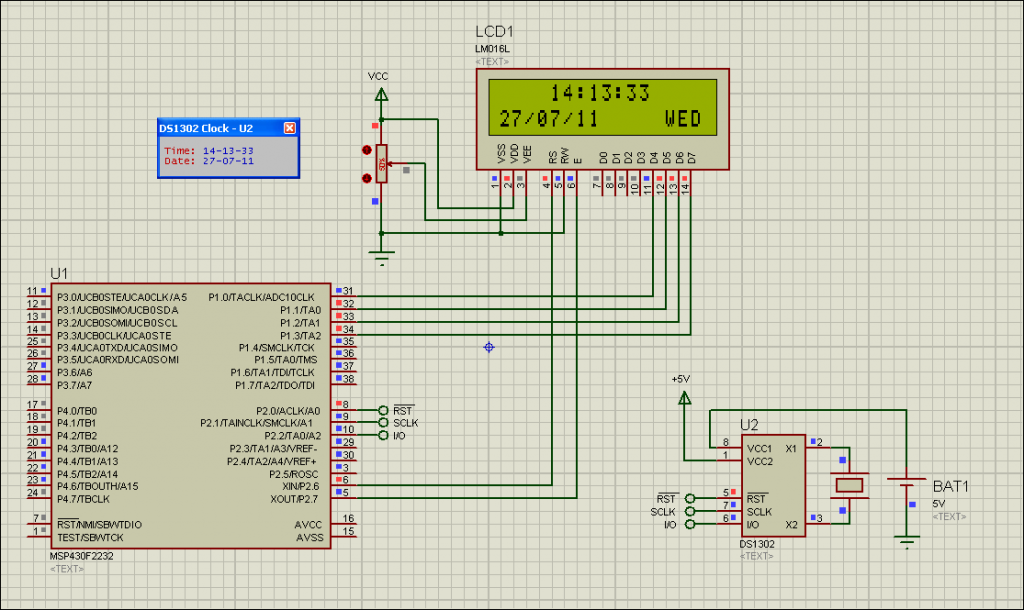 LCD1
LM016L
<TEXT>
14:13:33
27/07/11 WED
VSS VDD VEE RS RW E D0 D1 D2 D3 D4 D5 D6 D7
1 2 3 4 5 6 7 8 9 10 11 12 13 14
VCC
50%
DS1302 Clock - U2
Time: 14-13-33
Date: 27-07-11
U1
11 P3.0/UCB0STE/UCA0CLK/A5 P1.0/TACLK/ADC10CLK 31
12 P3.1/UCB0SIMO/UCB0SDA P1.1/TA0 32
13 P3.2/UCB0SOMI/UCB0SCL P1.2/TA1 33
14 P3.3/UCB0CLK/UCA0STE P1.3/TA2 34
25 P3.4/UCA0TXD/UCA0SIMO P1.4/SMCLK/TCK 35
26 P3.5/UCA0RXD/UCA0SOMI P1.5/TA0/TMS 36
27 P3.6/A6 P1.6/TA1/TDI/TCLK 37
28 P3.7/A7 P1.7/TA2/TDO/TDI 38
17 P4.0/TB0 P2.0/ACLK/A0 8 RST
18 P4.1/TB1 P2.1/TAINCLK/SMCLK/A1 9 SCLK
19 P4.2/TB2 P2.2/TA0/A2 10 I/O
20 P4.3/TB0/A12 P2.3/TA1/A3/VREF- 29
21 P4.4/TB1/A13 P2.4/TA2/A4/VREF+ 30
22 P4.5/TB2/A14 P2.5/ROSC 3
23 P4.6/TBOUTH/A15 XIN/P2.6 6
24 P4.7/TBCLK XOUT/P2.7 5
7 RST/NMI/SBWTDIO AVCC 16
1 TEST/SBWTCK AVSS 15
MSP430F2232
<TEXT>
+5V
U2
8 VCC1 X1 2
1 VCC2
RST 5 RST
SCLK 7 SCLK
I/O 6 I/O X2 3
DS1302
<TEXT>
BAT1
5V
<TEXT>